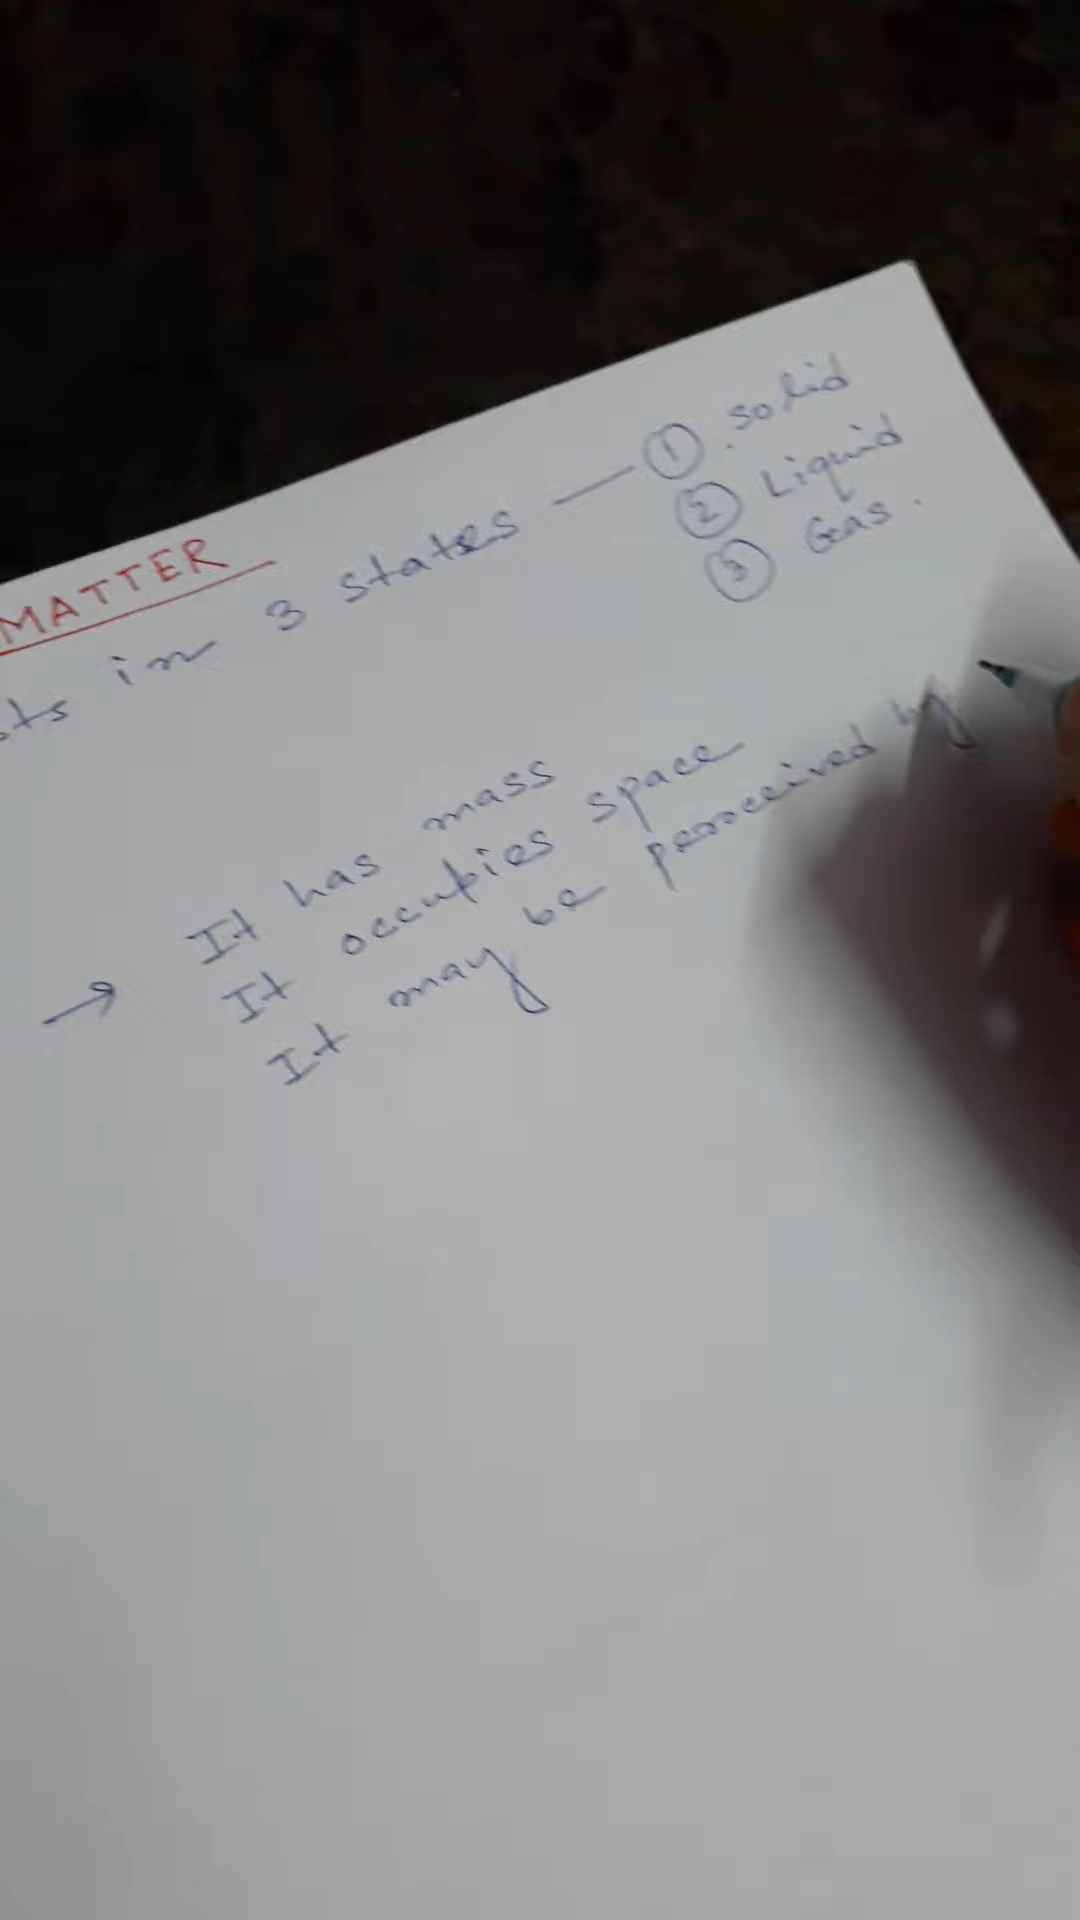 MATTER
sts in 3 states — ① solid
② Liquid
③ Gas.
→ It has mass
It occupies space
It may be perceived by